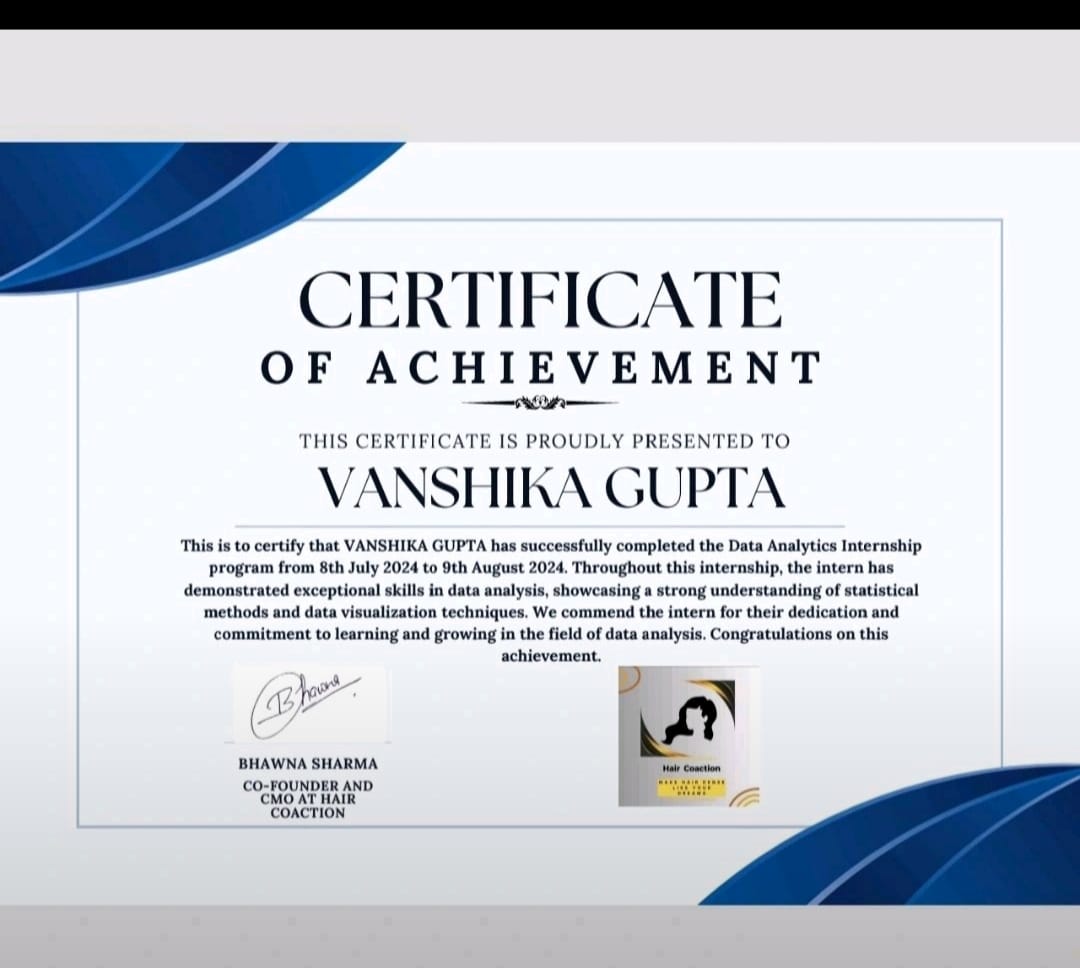 CERTIFICATE
OF ACHIEVEMENT
THIS CERTIFICATE IS PROUDLY PRESENTED TO
VANSHIKA GUPTA
This is to certify that VANSHIKA GUPTA has successfully completed the Data Analytics Internship
program from 8th July 2024 to 9th August 2024. Throughout this internship, the intern has
demonstrated exceptional skills in data analysis, showcasing a strong understanding of statistical
methods and data visualization techniques. We commend the intern for their dedication and
commitment to learning and growing in the field of data analysis. Congratulations on this
achievement.
Bhawna
BHAWNA SHARMA
CO-FOUNDER AND
CMO AT HAIR
COACTION
Hair Coaction
MAKE HAIR DENSE
LIKE YOUR
DREAMS